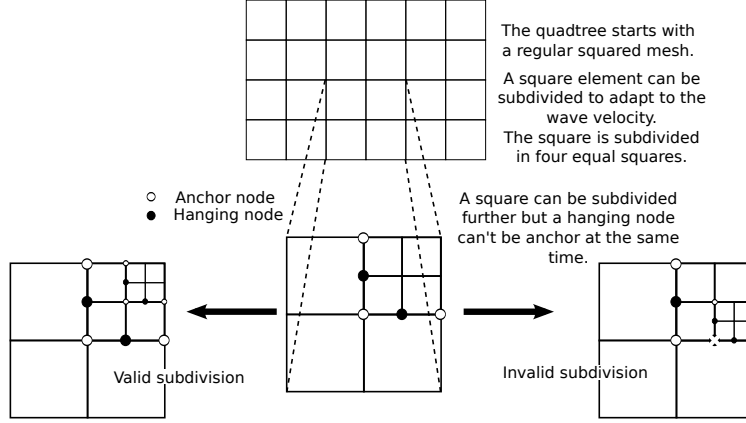 The quadtree starts with
a regular squared mesh.
A square element can be
subdivided to adapt to the
wave velocity.
The square is subdivided
in four equal squares.
Anchor node
Hanging node
A square can be subdivided
further but a hanging node
can't be anchor at the same
time.
Valid subdivision
Invalid subdivision